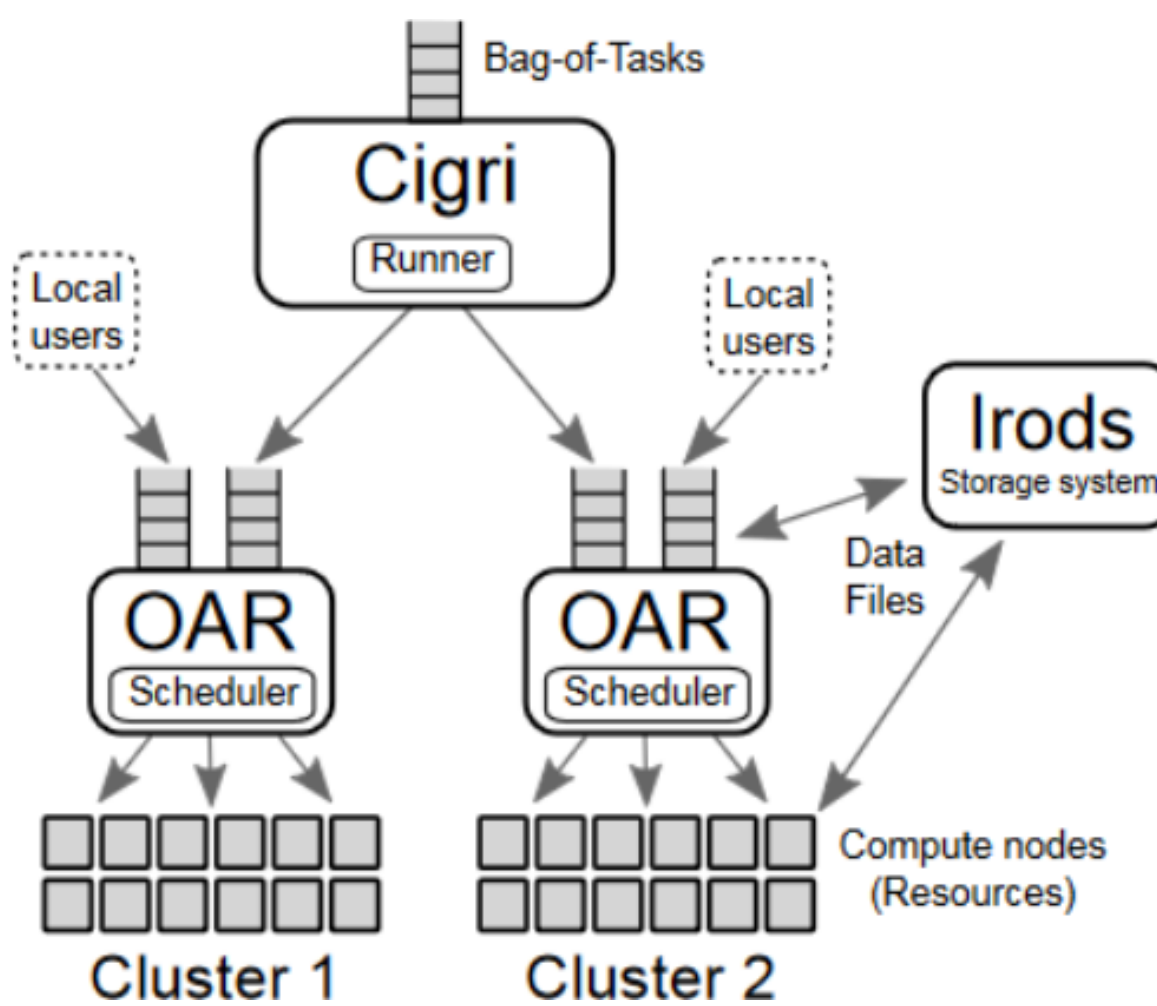 Bag-of-Tasks
Cigri
Runner
Local
users
Local
users
Irods
Storage system
Data
Files
OAR
Scheduler
OAR
Scheduler
Compute nodes
(Resources)
Cluster 1
Cluster 2